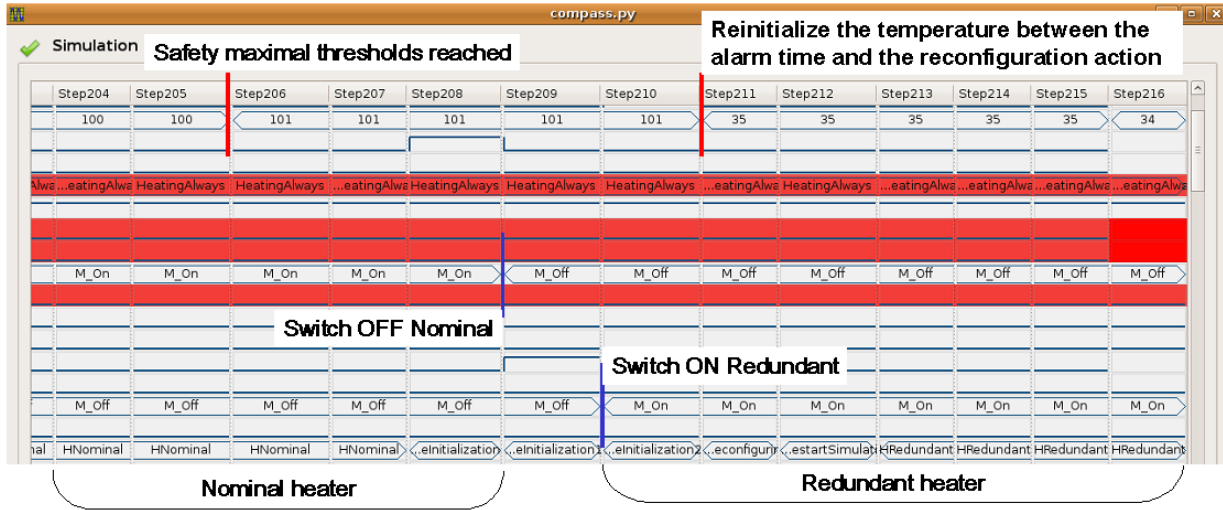 compass.py
Simulation
Safety maximal thresholds reached
Reinitialize the temperature between the
alarm time and the reconfiguration action
Step204 Step205 Step206 Step207 Step208 Step209 Step210 Step211 Step212 Step213 Step214 Step215 Step216
100 100 101 101 101 101 101 35 35 35 35 35 34
Alwa ...eatingAlwa HeatingAlways HeatingAlways ...eatingAlwa HeatingAlways HeatingAlways HeatingAlways ...eatingAlwa HeatingAlways ...eatingAlwa ...eatingAlwa ...eatingAlwa ...eatingAlwa
M_On M_On M_On M_On M_On M_Off M_Off M_Off M_Off M_Off M_Off M_Off M_Off
Switch OFF Nominal
Switch ON Redundant
M_Off M_Off M_Off M_Off M_Off M_Off M_On M_On M_On M_On M_On M_On M_On
nal HNominal HNominal HNominal HNominal ...eInitialization ...eInitialization1 ...eInitialization2 ...econfigurin ...estartSimulati HRedundant HRedundant HRedundant HRedundant
Nominal heater
Redundant heater